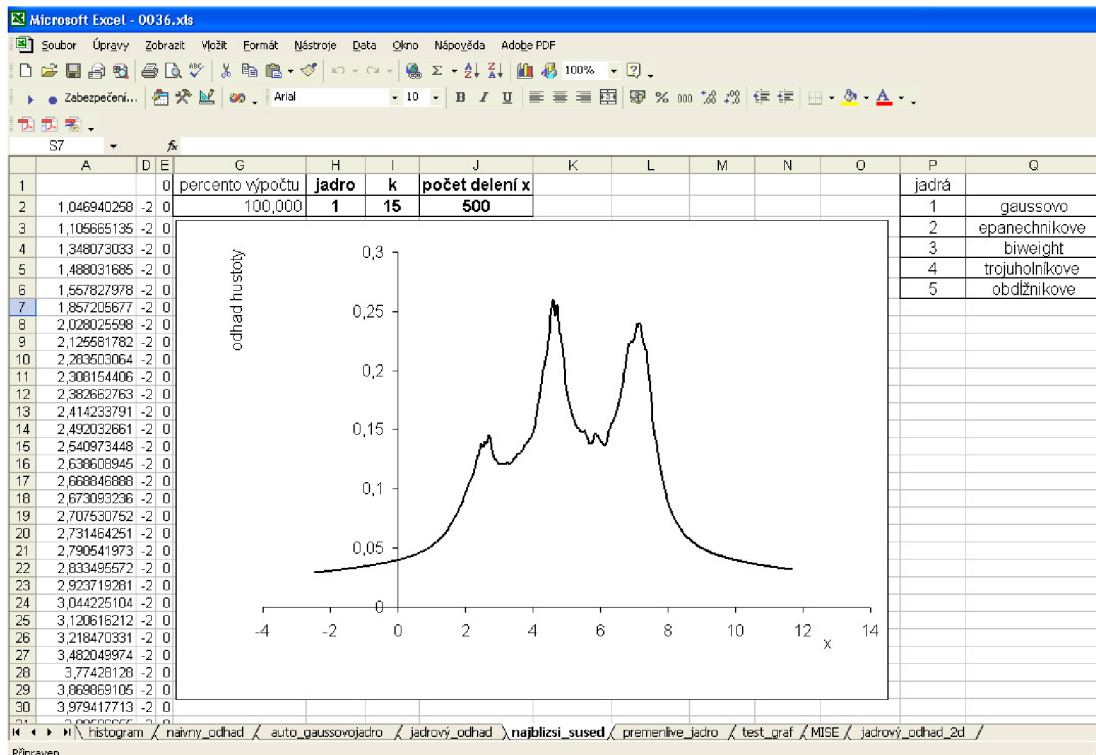 Microsoft Excel - 0036.xls
Soubor Úpravy Zobrazit Vložit Formát Nástroje Data Okno Nápověda Adobe PDF
Σ 100%
Zabezpečení... Arial 10 B I U % 000
S7 fx
A D E G H I J K L M N O P Q
1 0 percento výpočtu jadro k počet delení x jadrá
2 1,046940258 -2 0 100,000 1 15 500 1 gaussovo
3 1,105665135 -2 0 2 epanechnikove
4 1,348073033 -2 0 3 biweight
5 1,488031685 -2 0 4 trojuholníkove
6 1,557827978 -2 0 5 obdĺžnikove
7 1,857205677 -2 0
8 2,028025598 -2 0
9 2,125581782 -2 0
10 2,283503064 -2 0
11 2,308154406 -2 0
12 2,382662763 -2 0
13 2,414233791 -2 0
14 2,492032661 -2 0
15 2,540973448 -2 0
16 2,638608945 -2 0
17 2,668846888 -2 0
18 2,673093236 -2 0
19 2,707530752 -2 0
20 2,731464251 -2 0
21 2,790541973 -2 0
22 2,833495572 -2 0
23 2,923719281 -2 0
24 3,044225104 -2 0
25 3,120616212 -2 0
26 3,218470331 -2 0
27 3,482049974 -2 0
28 3,77428128 -2 0
29 3,869869105 -2 0
30 3,979417713 -2 0
odhad hustoty
0,3
0,25
0,2
0,15
0,1
0,05
0
-4 -2 0 2 4 6 8 10 12 14
x
histogram / naivny_odhad / auto_gaussovojadro / jadrový_odhad \ najblizsi_sused / premenlive_jadro / test_graf / MISE / jadrový_odhad_2d /
Připraven